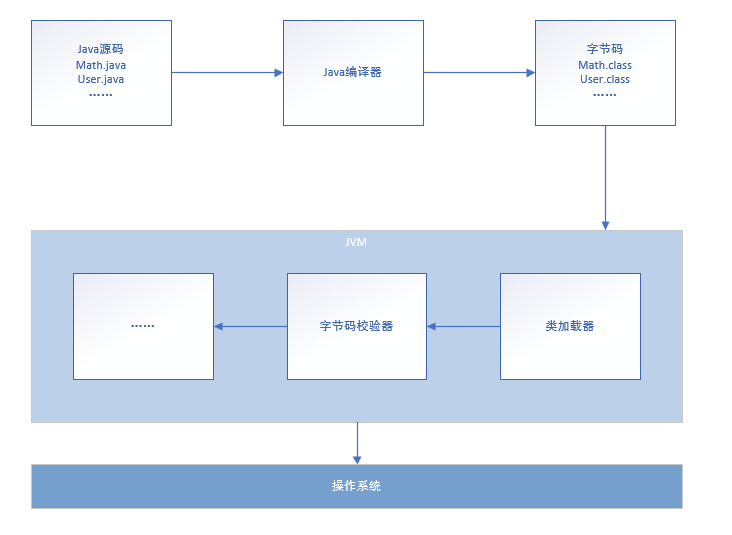 Java源码
Math.java
User.java
……
Java编译器
字节码
Math.class
User.class
……
JVM
……
字节码校验器
类加载器
操作系统